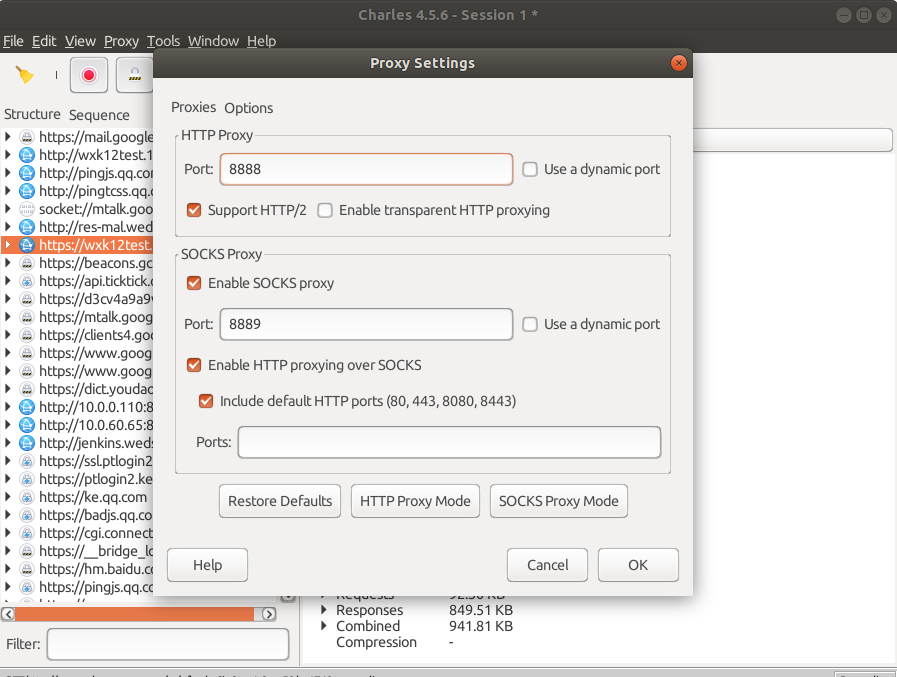 Charles 4.5.6 - Session 1 *
File Edit View Proxy Tools Window Help
Proxy Settings
Structure Sequence
https://mail.google
http://wxk12test.1
http://pingjs.qq.co
http://pingtcss.qq.
socket://mtalk.goo
http://res-mal.wed
https://wxk12test.
https://beacons.gc
https://api.ticktick.
https://d3cv4a9a9
https://mtalk.goog
https://clients4.goo
https://www.goog
https://www.goog
https://dict.youdao
http://10.0.0.110:8
http://10.0.60.65:8
http://jenkins.weds
https://ssl.ptlogin2
https://ptlogin2.ke
https://ke.qq.com
https://badjs.qq.co
https://cgi.connect
https://__bridge_lo
https://hm.baidu.c
https://pingjs.qq.co
Filter:
Proxies Options
HTTP Proxy
Port: 8888 Use a dynamic port
Support HTTP/2 Enable transparent HTTP proxying
SOCKS Proxy
Enable SOCKS proxy
Port: 8889 Use a dynamic port
Enable HTTP proxying over SOCKS
Include default HTTP ports (80, 443, 8080, 8443)
Ports:
Restore Defaults HTTP Proxy Mode SOCKS Proxy Mode
Help Cancel OK
Requests 92.30 KB
Responses 849.51 KB
Combined 941.81 KB
Compression -